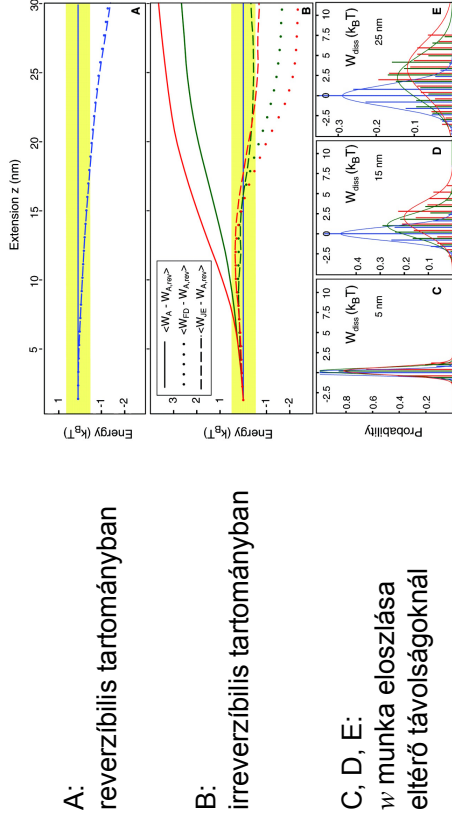 A:
reverzíbilis tartományban
B:
irreverzíbilis tartományban
C, D, E:
w munka eloszlása
eltérő távolságoknál
Extension z (nm)
5
10
15
20
25
30
Energy (kBT)
1
-1
-2
A
Energy (kBT)
3
2
1
-1
-2
<WA - WA,rev>
<WFD - WA,rev>
<WJE - WA,rev>
B
Probability
0.8
0.6
0.4
0.2
-2.5
0
2.5
5
7.5
10
Wdiss (kBT)
5 nm
C
0.4
0.3
0.2
0.1
-2.5
0
2.5
5
7.5
10
Wdiss (kBT)
15 nm
D
0.3
0.2
0.1
-2.5
0
2.5
5
7.5
10
Wdiss (kBT)
25 nm
E